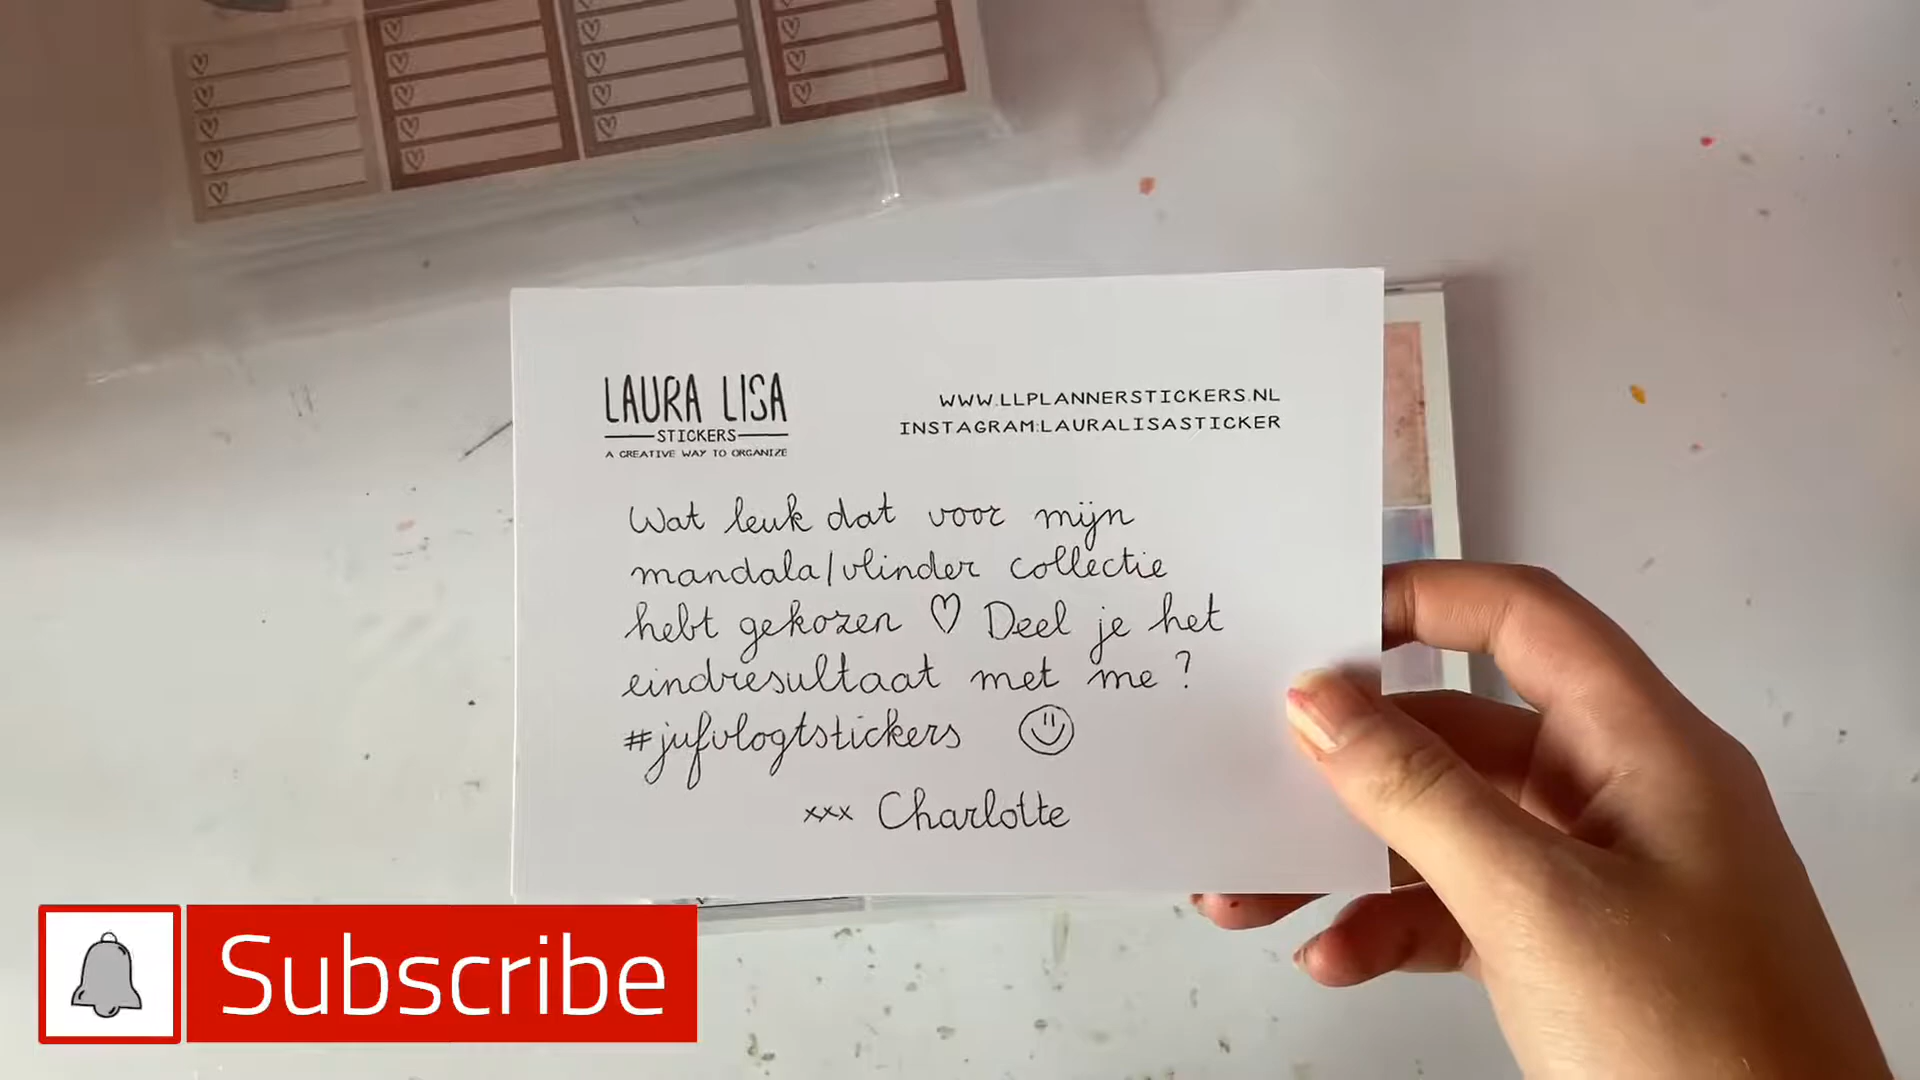 LAURA LISA
STICKERS
A CREATIVE WAY TO ORGANIZE
WWW.LLPLANNERSTICKERS.NL
INSTAGRAM:LAURALISASTICKER
Wat leuk dat voor mijn
mandala/vlinder collectie
hebt gekozen ♡ Deel je het
eindresultaat met me?
#jufvlogtstickers
xxx Charlotte
Subscribe